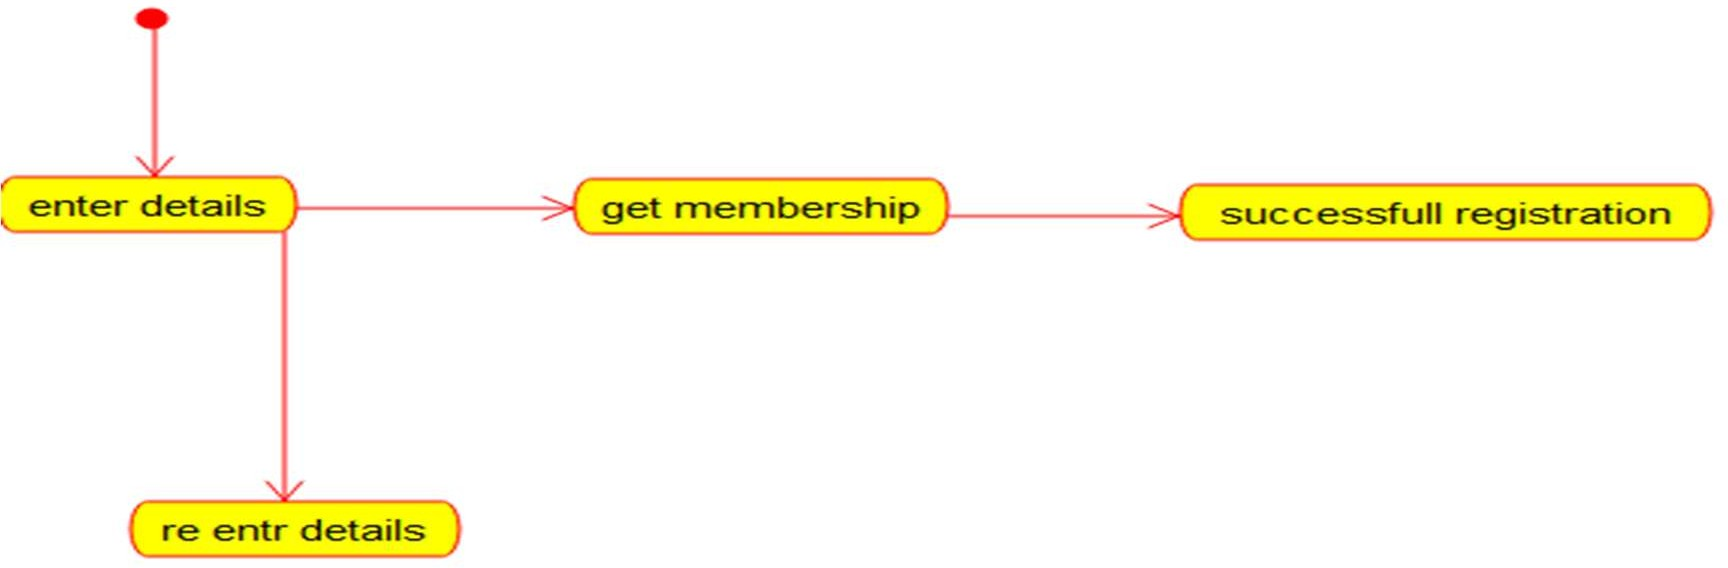 enter details
get membership
successfull registration
re entr details